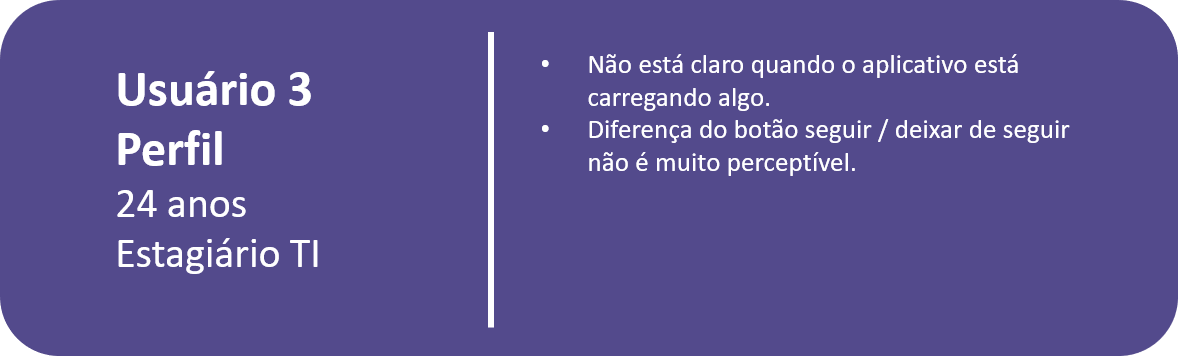 Usuário 3
Perfil
24 anos
Estagiário TI
• Não está claro quando o aplicativo está
carregando algo.
• Diferença do botão seguir / deixar de seguir
não é muito perceptível.